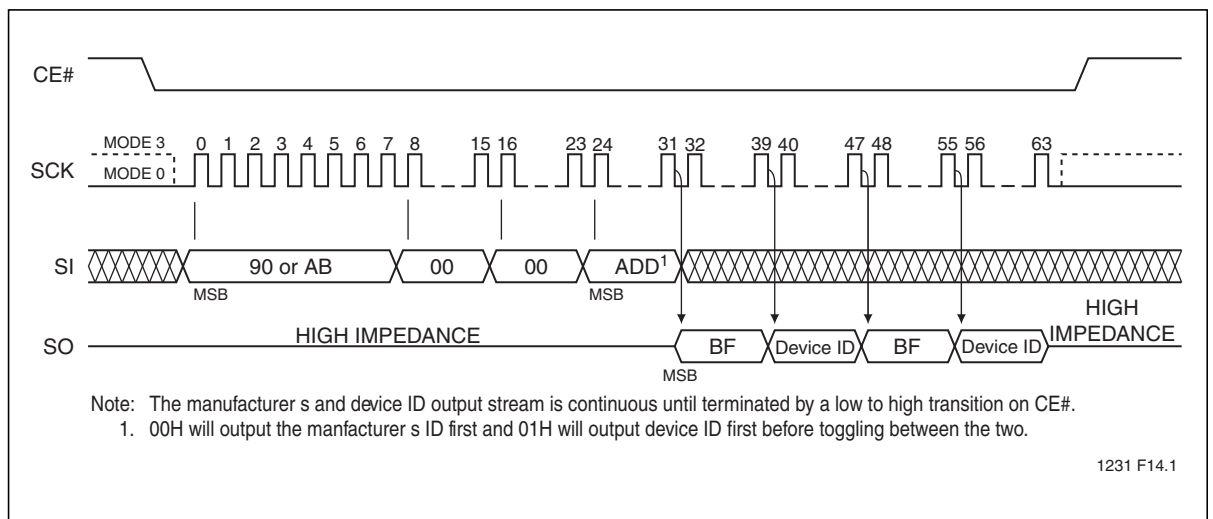 CE#
MODE 3
0 1 2 3 4 5 6 7 8 15 16 23 24 31 32 39 40 47 48 55 56 63
SCK
MODE 0
SI
90 or AB 00 00 ADD1
MSB MSB
HIGH IMPEDANCE
HIGH IMPEDANCE
SO
BF Device ID BF Device ID
MSB
Note: The manufacturer s and device ID output stream is continuous until terminated by a low to high transition on CE#.
1. 00H will output the manfacturer s ID first and 01H will output device ID first before toggling between the two.
1231 F14.1